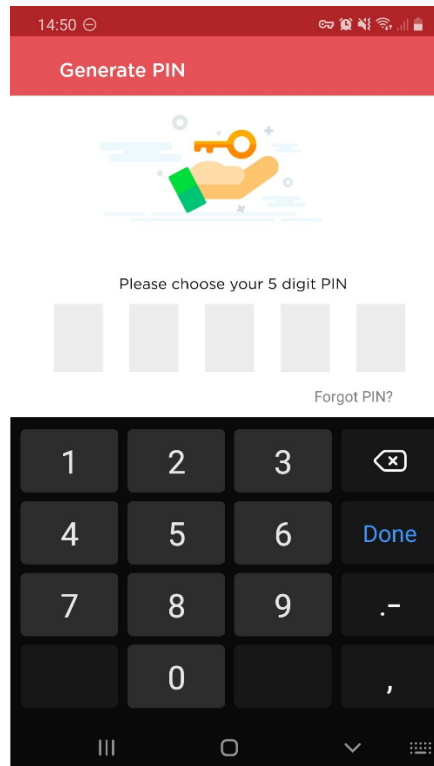 14:50
Generate PIN
Please choose your 5 digit PIN
Forgot PIN?
1 2 3
4 5 6 Done
7 8 9 .-
0 ,